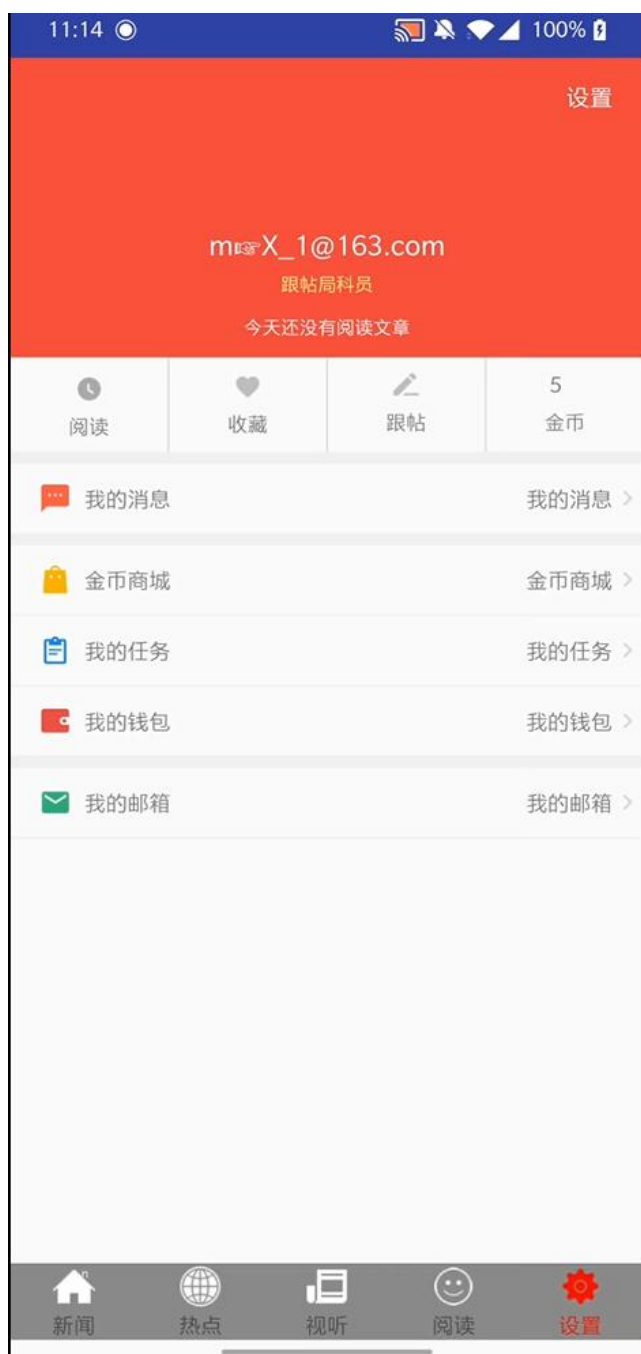 11:14 100%
设置
m☞X_1@163.com
跟帖局科员
今天还没有阅读文章
5
阅读 收藏 跟帖 金币
我的消息 我的消息
金币商城 金币商城
我的任务 我的任务
我的钱包 我的钱包
我的邮箱 我的邮箱
新闻 热点 视听 阅读 设置